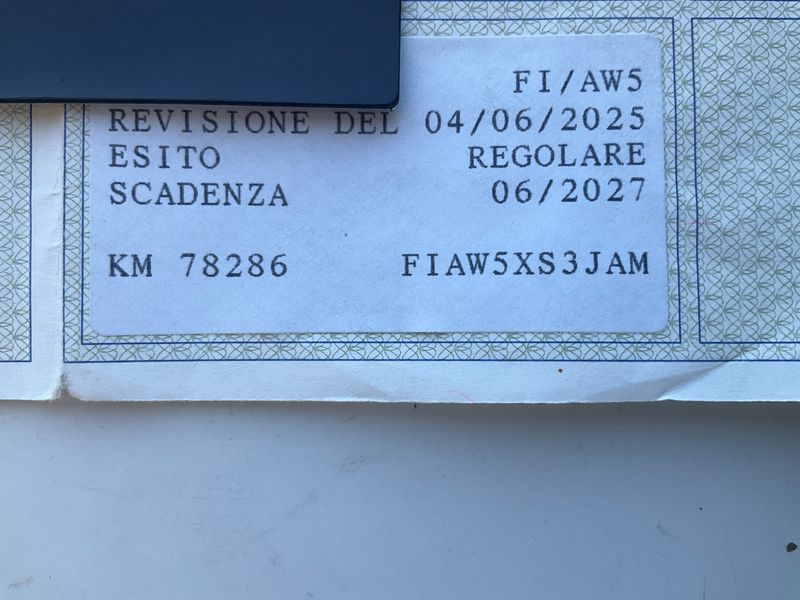 FI/AW5
REVISIONE DEL 04/06/2025
ESITO REGOLARE
SCADENZA 06/2027
KM 78286 FIAW5XS3JAM